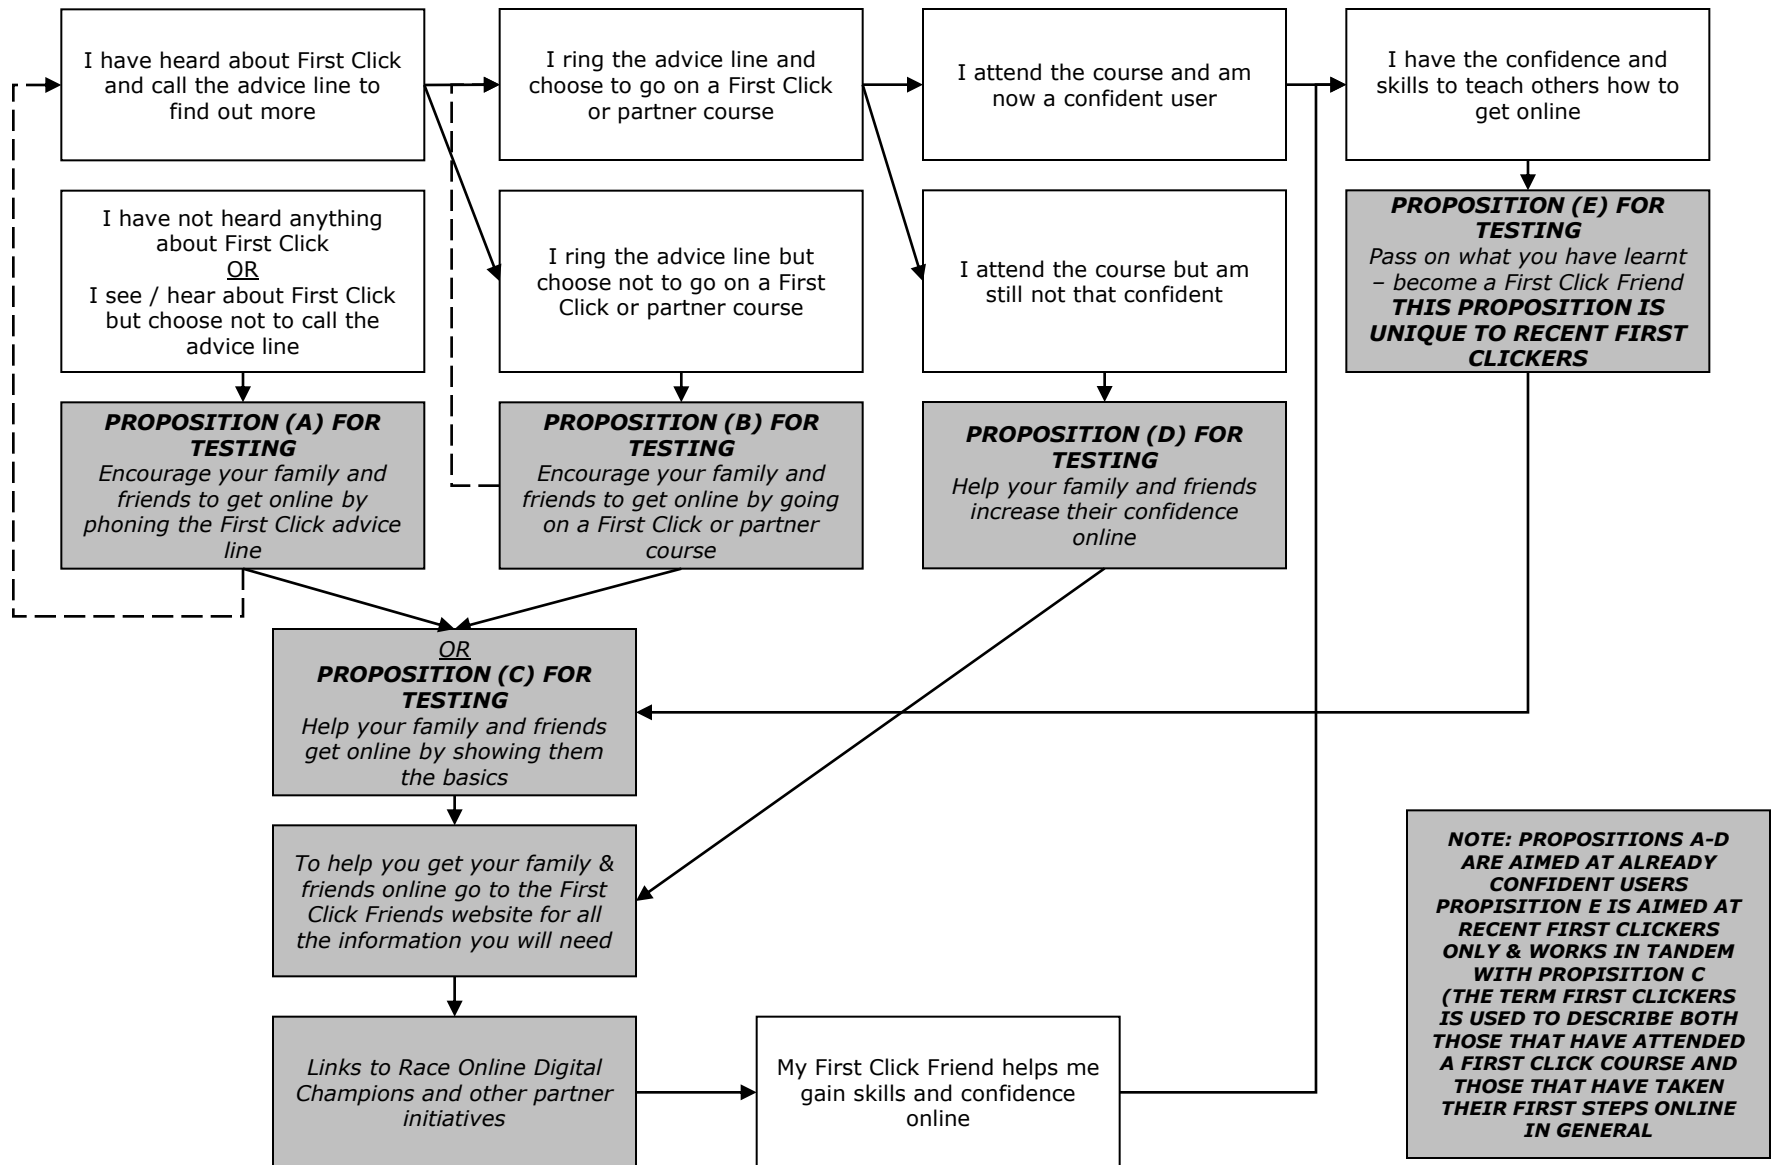 I have heard about First Click
and call the advice line to
find out more
I ring the advice line and
choose to go on a First Click
or partner course
I attend the course and am
now a confident user
I have the confidence and
skills to teach others how to
get online
I have not heard anything
about First Click
OR
I see / hear about First Click
but choose not to call the
advice line
I ring the advice line but
choose not to go on a First
Click or partner course
I attend the course but am
still not that confident
PROPOSITION (E) FOR
TESTING
Pass on what you have learnt
– become a First Click Friend
THIS PROPOSITION IS
UNIQUE TO RECENT FIRST
CLICKERS
PROPOSITION (A) FOR
TESTING
Encourage your family and
friends to get online by
phoning the First Click advice
line
PROPOSITION (B) FOR
TESTING
Encourage your family and
friends to get online by going
on a First Click or partner
course
PROPOSITION (D) FOR
TESTING
Help your family and friends
increase their confidence
online
OR
PROPOSITION (C) FOR
TESTING
Help your family and friends
get online by showing them
the basics
To help you get your family &
friends online go to the First
Click Friends website for all
the information you will need
Links to Race Online Digital
Champions and other partner
initiatives
My First Click Friend helps me
gain skills and confidence
online
NOTE: PROPOSITIONS A-D
ARE AIMED AT ALREADY
CONFIDENT USERS
PROPISITION E IS AIMED AT
RECENT FIRST CLICKERS
ONLY & WORKS IN TANDEM
WITH PROPISITION C
(THE TERM FIRST CLICKERS
IS USED TO DESCRIBE BOTH
THOSE THAT HAVE ATTENDED
A FIRST CLICK COURSE AND
THOSE THAT HAVE TAKEN
THEIR FIRST STEPS ONLINE
IN GENERAL